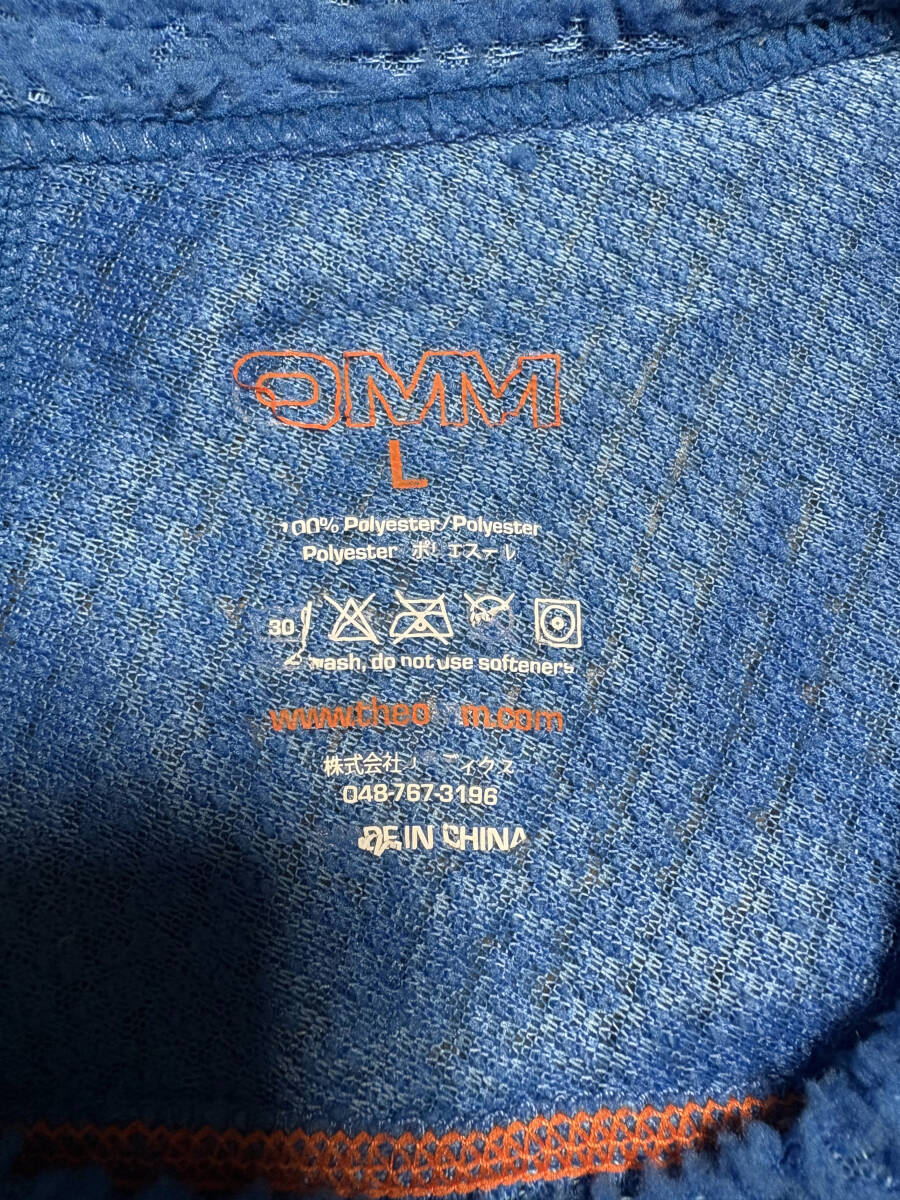 OMM
L
100% Polyester/Polyester
Polyester ポリエステル
30
wash, do not use softeners
株式会社
048-767-3196
IN CHINA